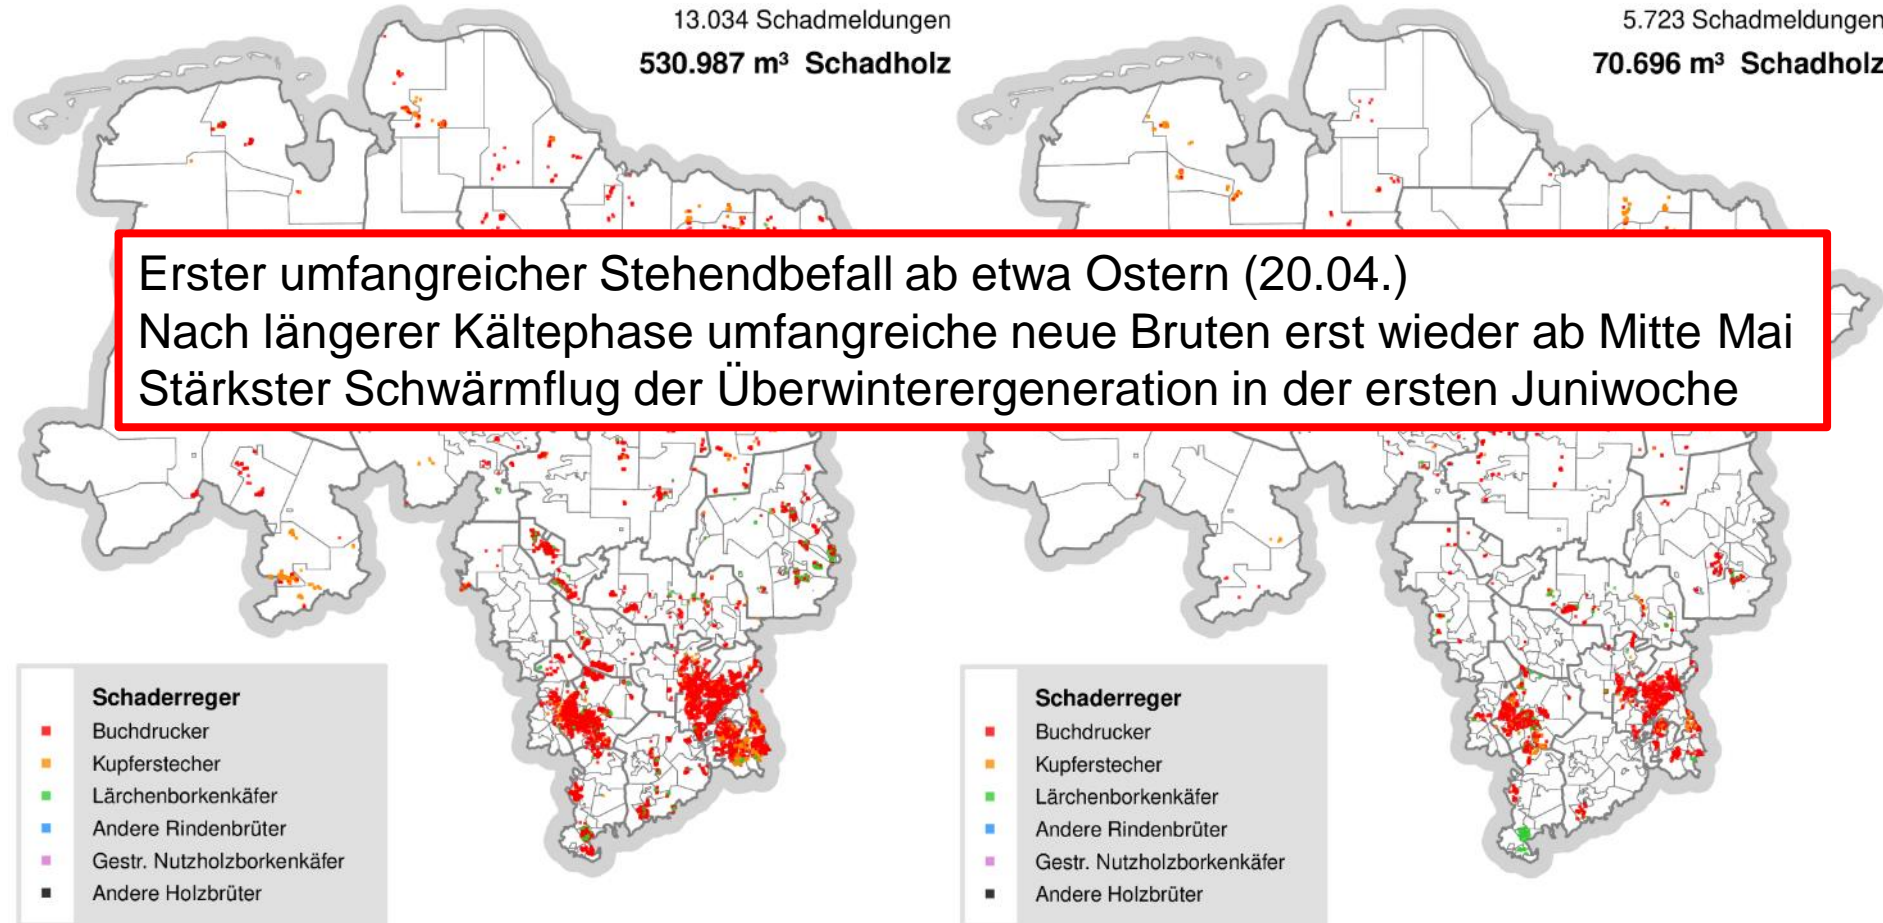 13.034 Schadmeldungen
530.987 m³ Schadholz
5.723 Schadmeldungen
70.696 m³ Schadholz
Erster umfangreicher Stehendbefall ab etwa Ostern (20.04.)
Nach längerer Kältephase umfangreiche neue Bruten erst wieder ab Mitte Mai
Stärkster Schwärmflug der Überwinterergeneration in der ersten Juniwoche
Schaderreger
Buchdrucker
Kupferstecher
Lärchenborkenkäfer
Andere Rindenbrüter
Gestr. Nutzholzborkenkäfer
Andere Holzbrüter
Schaderreger
Buchdrucker
Kupferstecher
Lärchenborkenkäfer
Andere Rindenbrüter
Gestr. Nutzholzborkenkäfer
Andere Holzbrüter